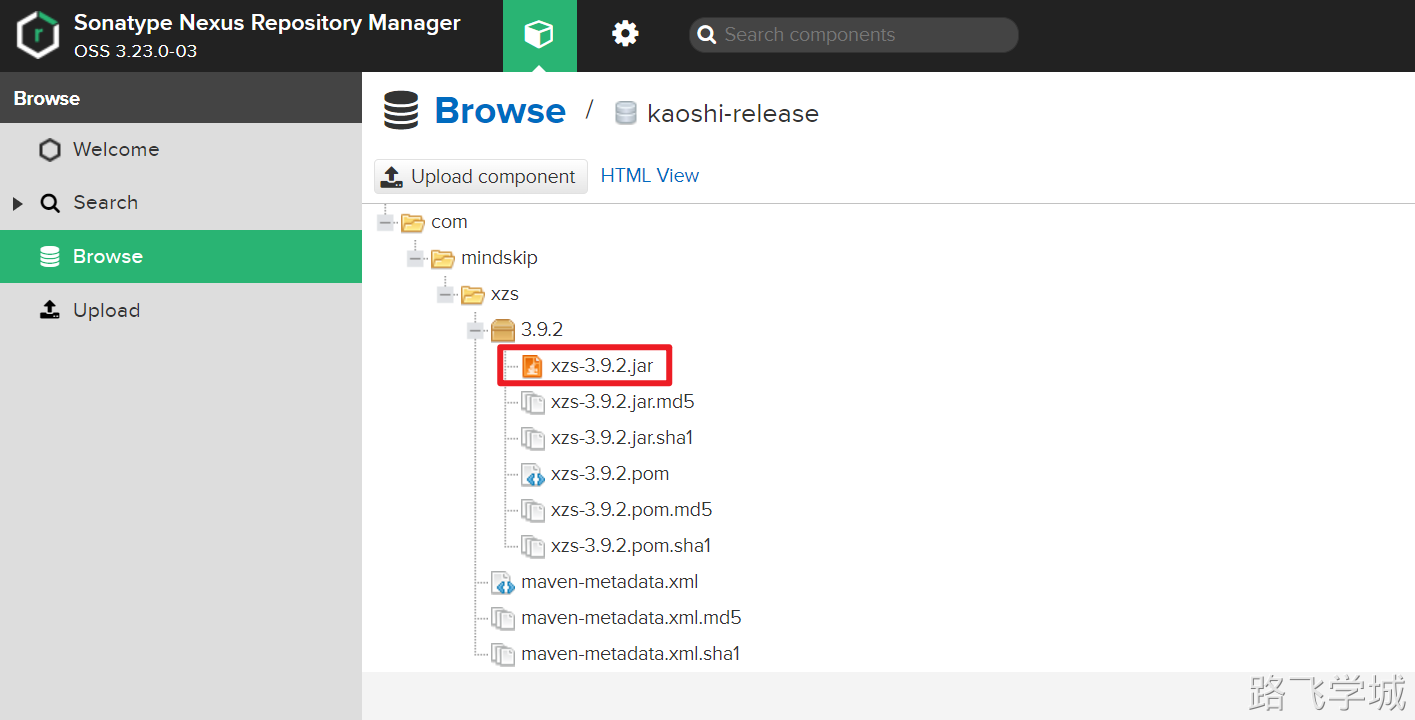 Sonatype Nexus Repository Manager
OSS 3.23.0-03
Search components
Browse
Welcome
Search
Browse
Upload
Browse / kaoshi-release
Upload component HTML View
com
mindskip
xzs
3.9.2
xzs-3.9.2.jar
xzs-3.9.2.jar.md5
xzs-3.9.2.jar.sha1
xzs-3.9.2.pom
xzs-3.9.2.pom.md5
xzs-3.9.2.pom.sha1
maven-metadata.xml
maven-metadata.xml.md5
maven-metadata.xml.sha1
路飞学城